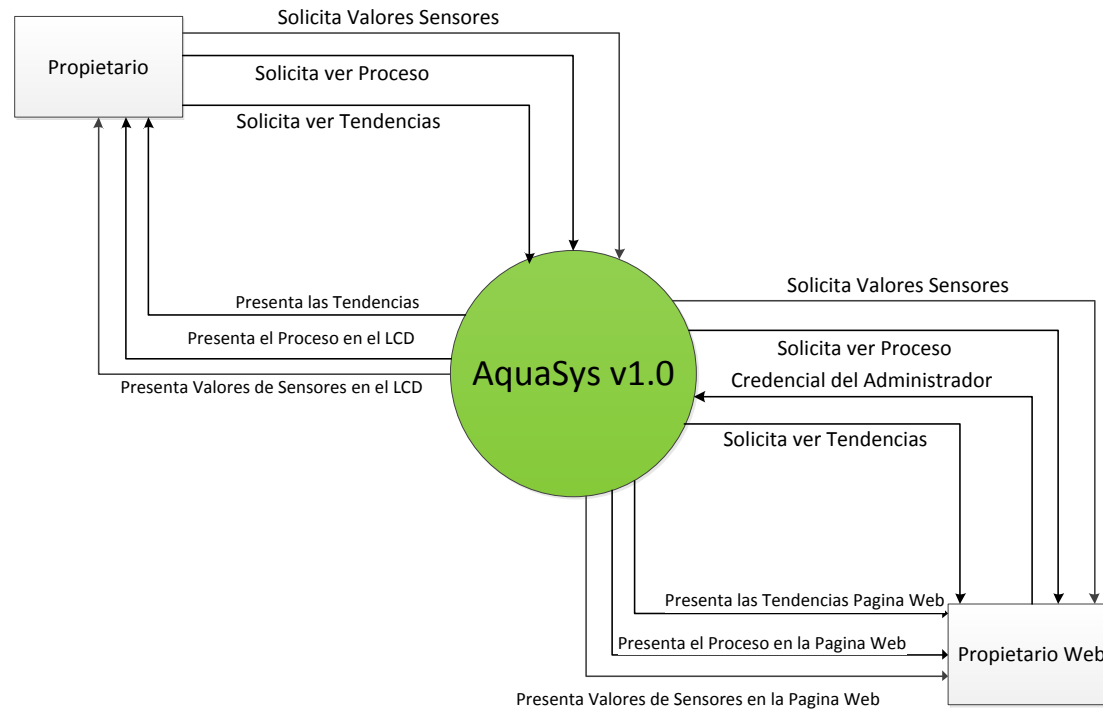 Solicita Valores Sensores
Propietario
Solicita ver Proceso
Solicita ver Tendencias
Presenta las Tendencias
Presenta el Proceso en el LCD
Presenta Valores de Sensores en el LCD
AquaSys v1.0
Solicita Valores Sensores
Solicita ver Proceso
Credencial del Administrador
Solicita ver Tendencias
Presenta las Tendencias Pagina Web
Presenta el Proceso en la Pagina Web
Propietario Web
Presenta Valores de Sensores en la Pagina Web